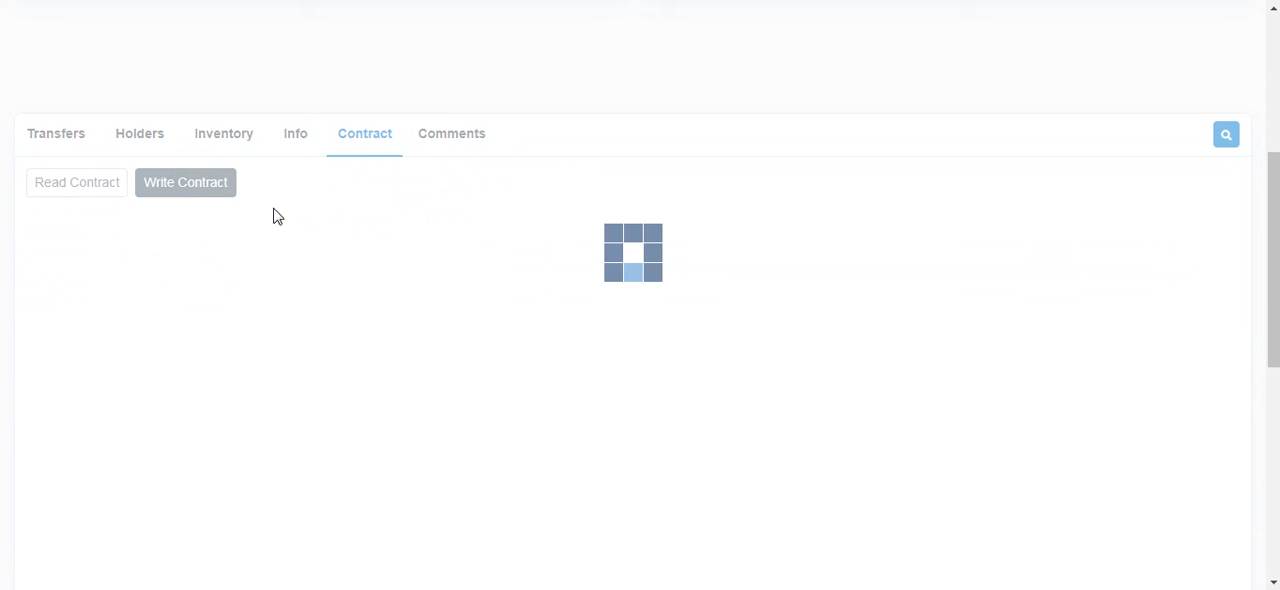 Transfers Holders Inventory Info Contract Comments
Read Contract Write Contract